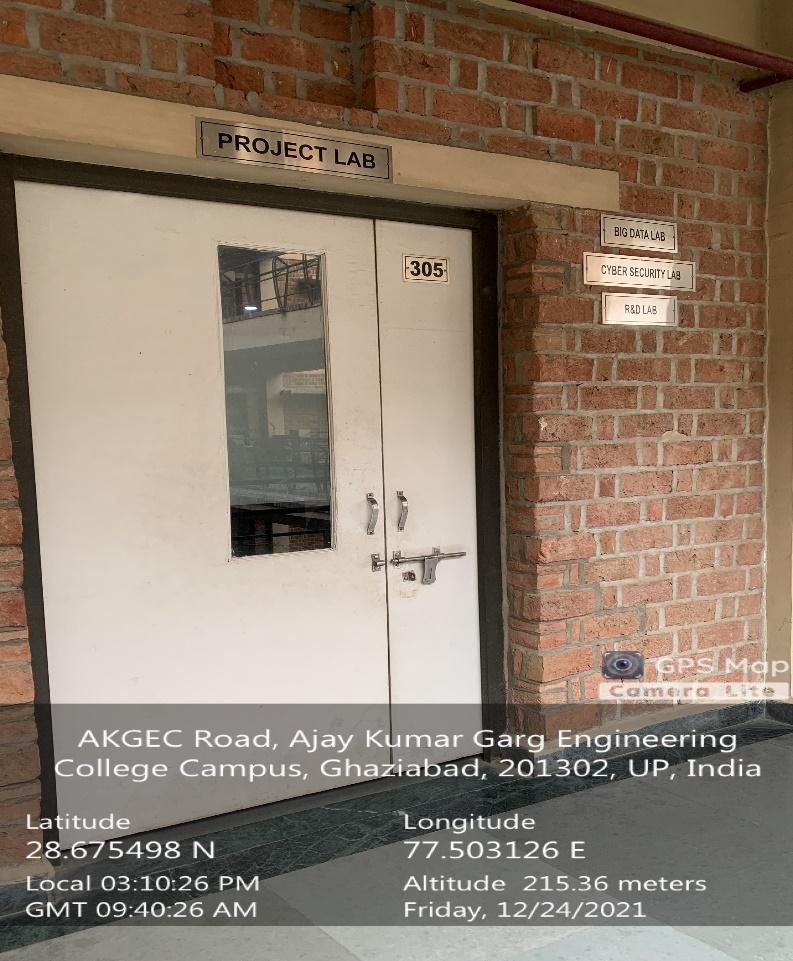 PROJECT LAB
305
BIG DATA LAB
CYBER SECURITY LAB
R&D LAB
GPS Map
Camera Lite
AKGEC Road, Ajay Kumar Garg Engineering
College Campus, Ghaziabad, 201302, UP, India
Latitude
28.675498 N
Longitude
77.503126 E
Local 03:10:26 PM
GMT 09:40:26 AM
Altitude 215.36 meters
Friday, 12/24/2021